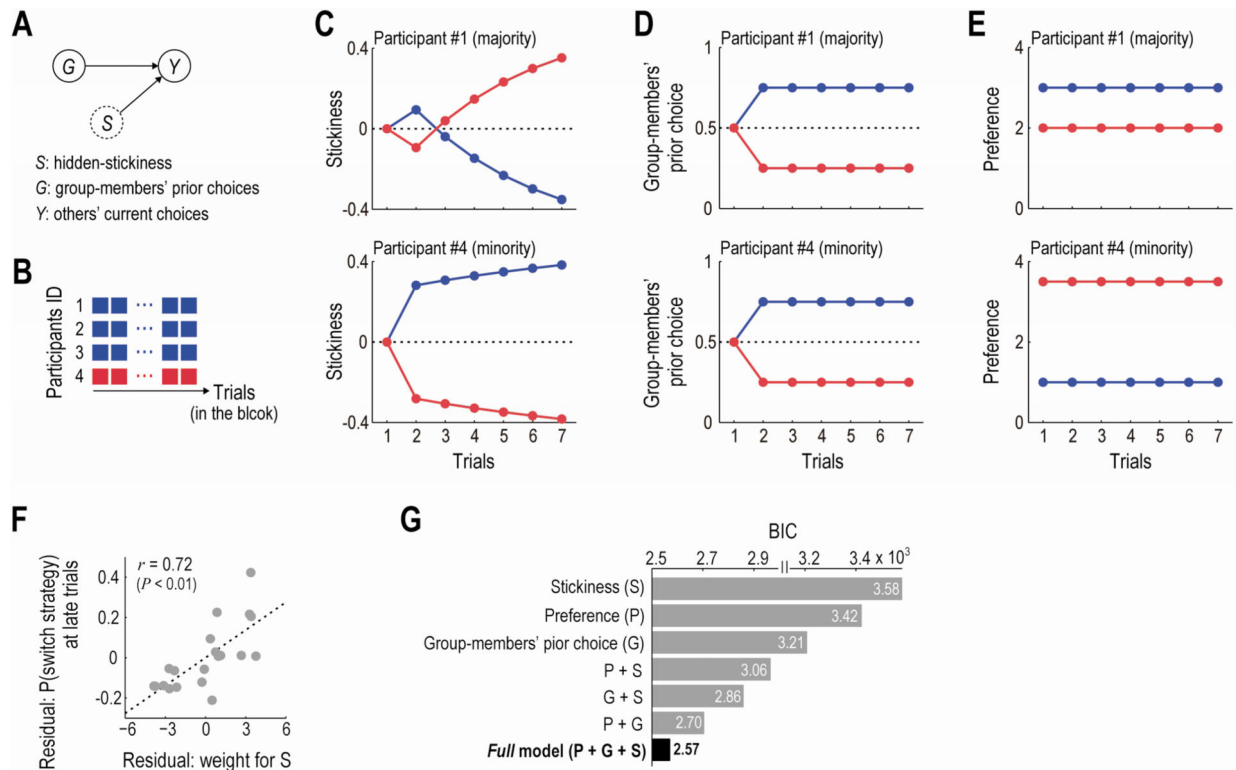 A
G
Y
S
S: hidden-stickiness
G: group-members' prior choices
Y: others' current choices
B
Participants ID
1
2
3
4
Trials
(in the blcok)
C
Participant #1 (majority)
Stickiness
0.4
0
-0.4
Participant #4 (minority)
Stickiness
0.4
0
-0.4
1 2 3 4 5 6 7
Trials
D
Participant #1 (majority)
Group-members'
prior choice
1
0.5
0
Participant #4 (minority)
Group-members'
prior choice
1
0.5
0
1 2 3 4 5 6 7
Trials
E
Participant #1 (majority)
Preference
4
2
0
Participant #4 (minority)
Preference
4
2
0
1 2 3 4 5 6 7
Trials
F
Residual: P(switch strategy)
at late trials
r = 0.72
(P < 0.01)
0.4
0.2
0
-0.2
−6 −3 0 3 6
Residual: weight for S
G
BIC
2.5 2.7 2.9 3.2 3.4 x 10³
Stickiness (S) 3.58
Preference (P) 3.42
Group-members' pior choice (G) 3.21
P + S 3.06
G + S 2.86
P + G 2.70
Full model (P + G + S) 2.57